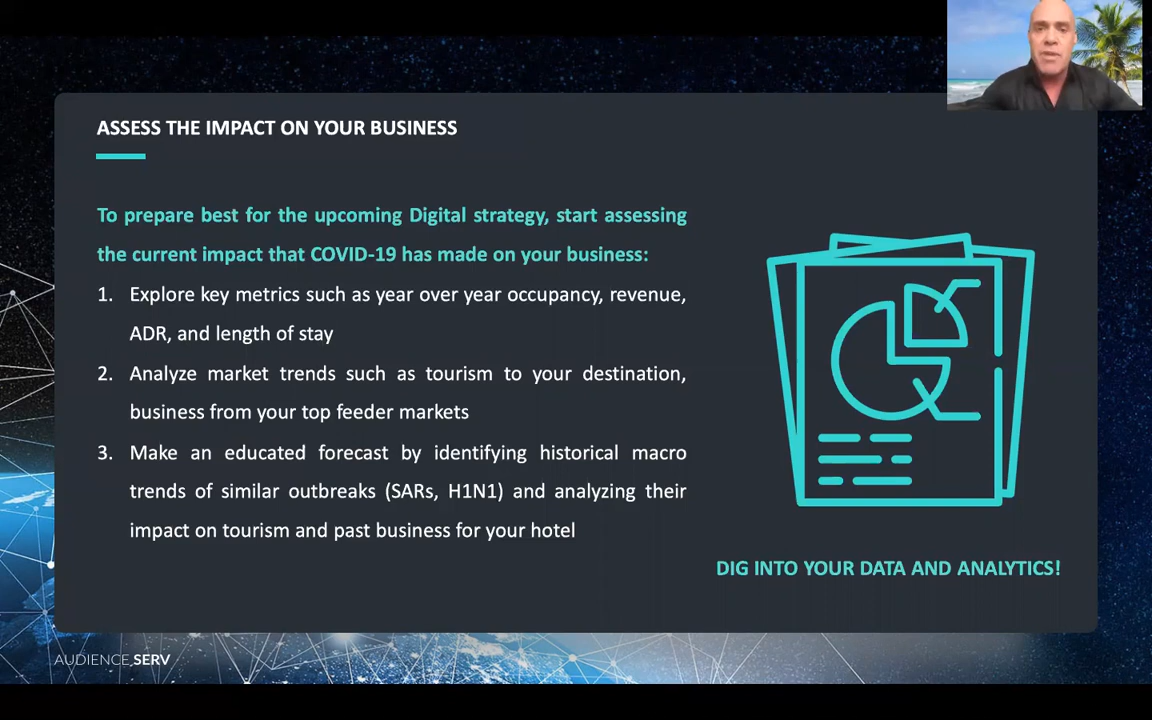 ASSESS THE IMPACT ON YOUR BUSINESS
To prepare best for the upcoming Digital strategy, start assessing
the current impact that COVID-19 has made on your business:
1. Explore key metrics such as year over year occupancy, revenue,
ADR, and length of stay
2. Analyze market trends such as tourism to your destination,
business from your top feeder markets
3. Make an educated forecast by identifying historical macro
trends of similar outbreaks (SARs, H1N1) and analyzing their
impact on tourism and past business for your hotel
DIG INTO YOUR DATA AND ANALYTICS!
AUDIENCE SERV